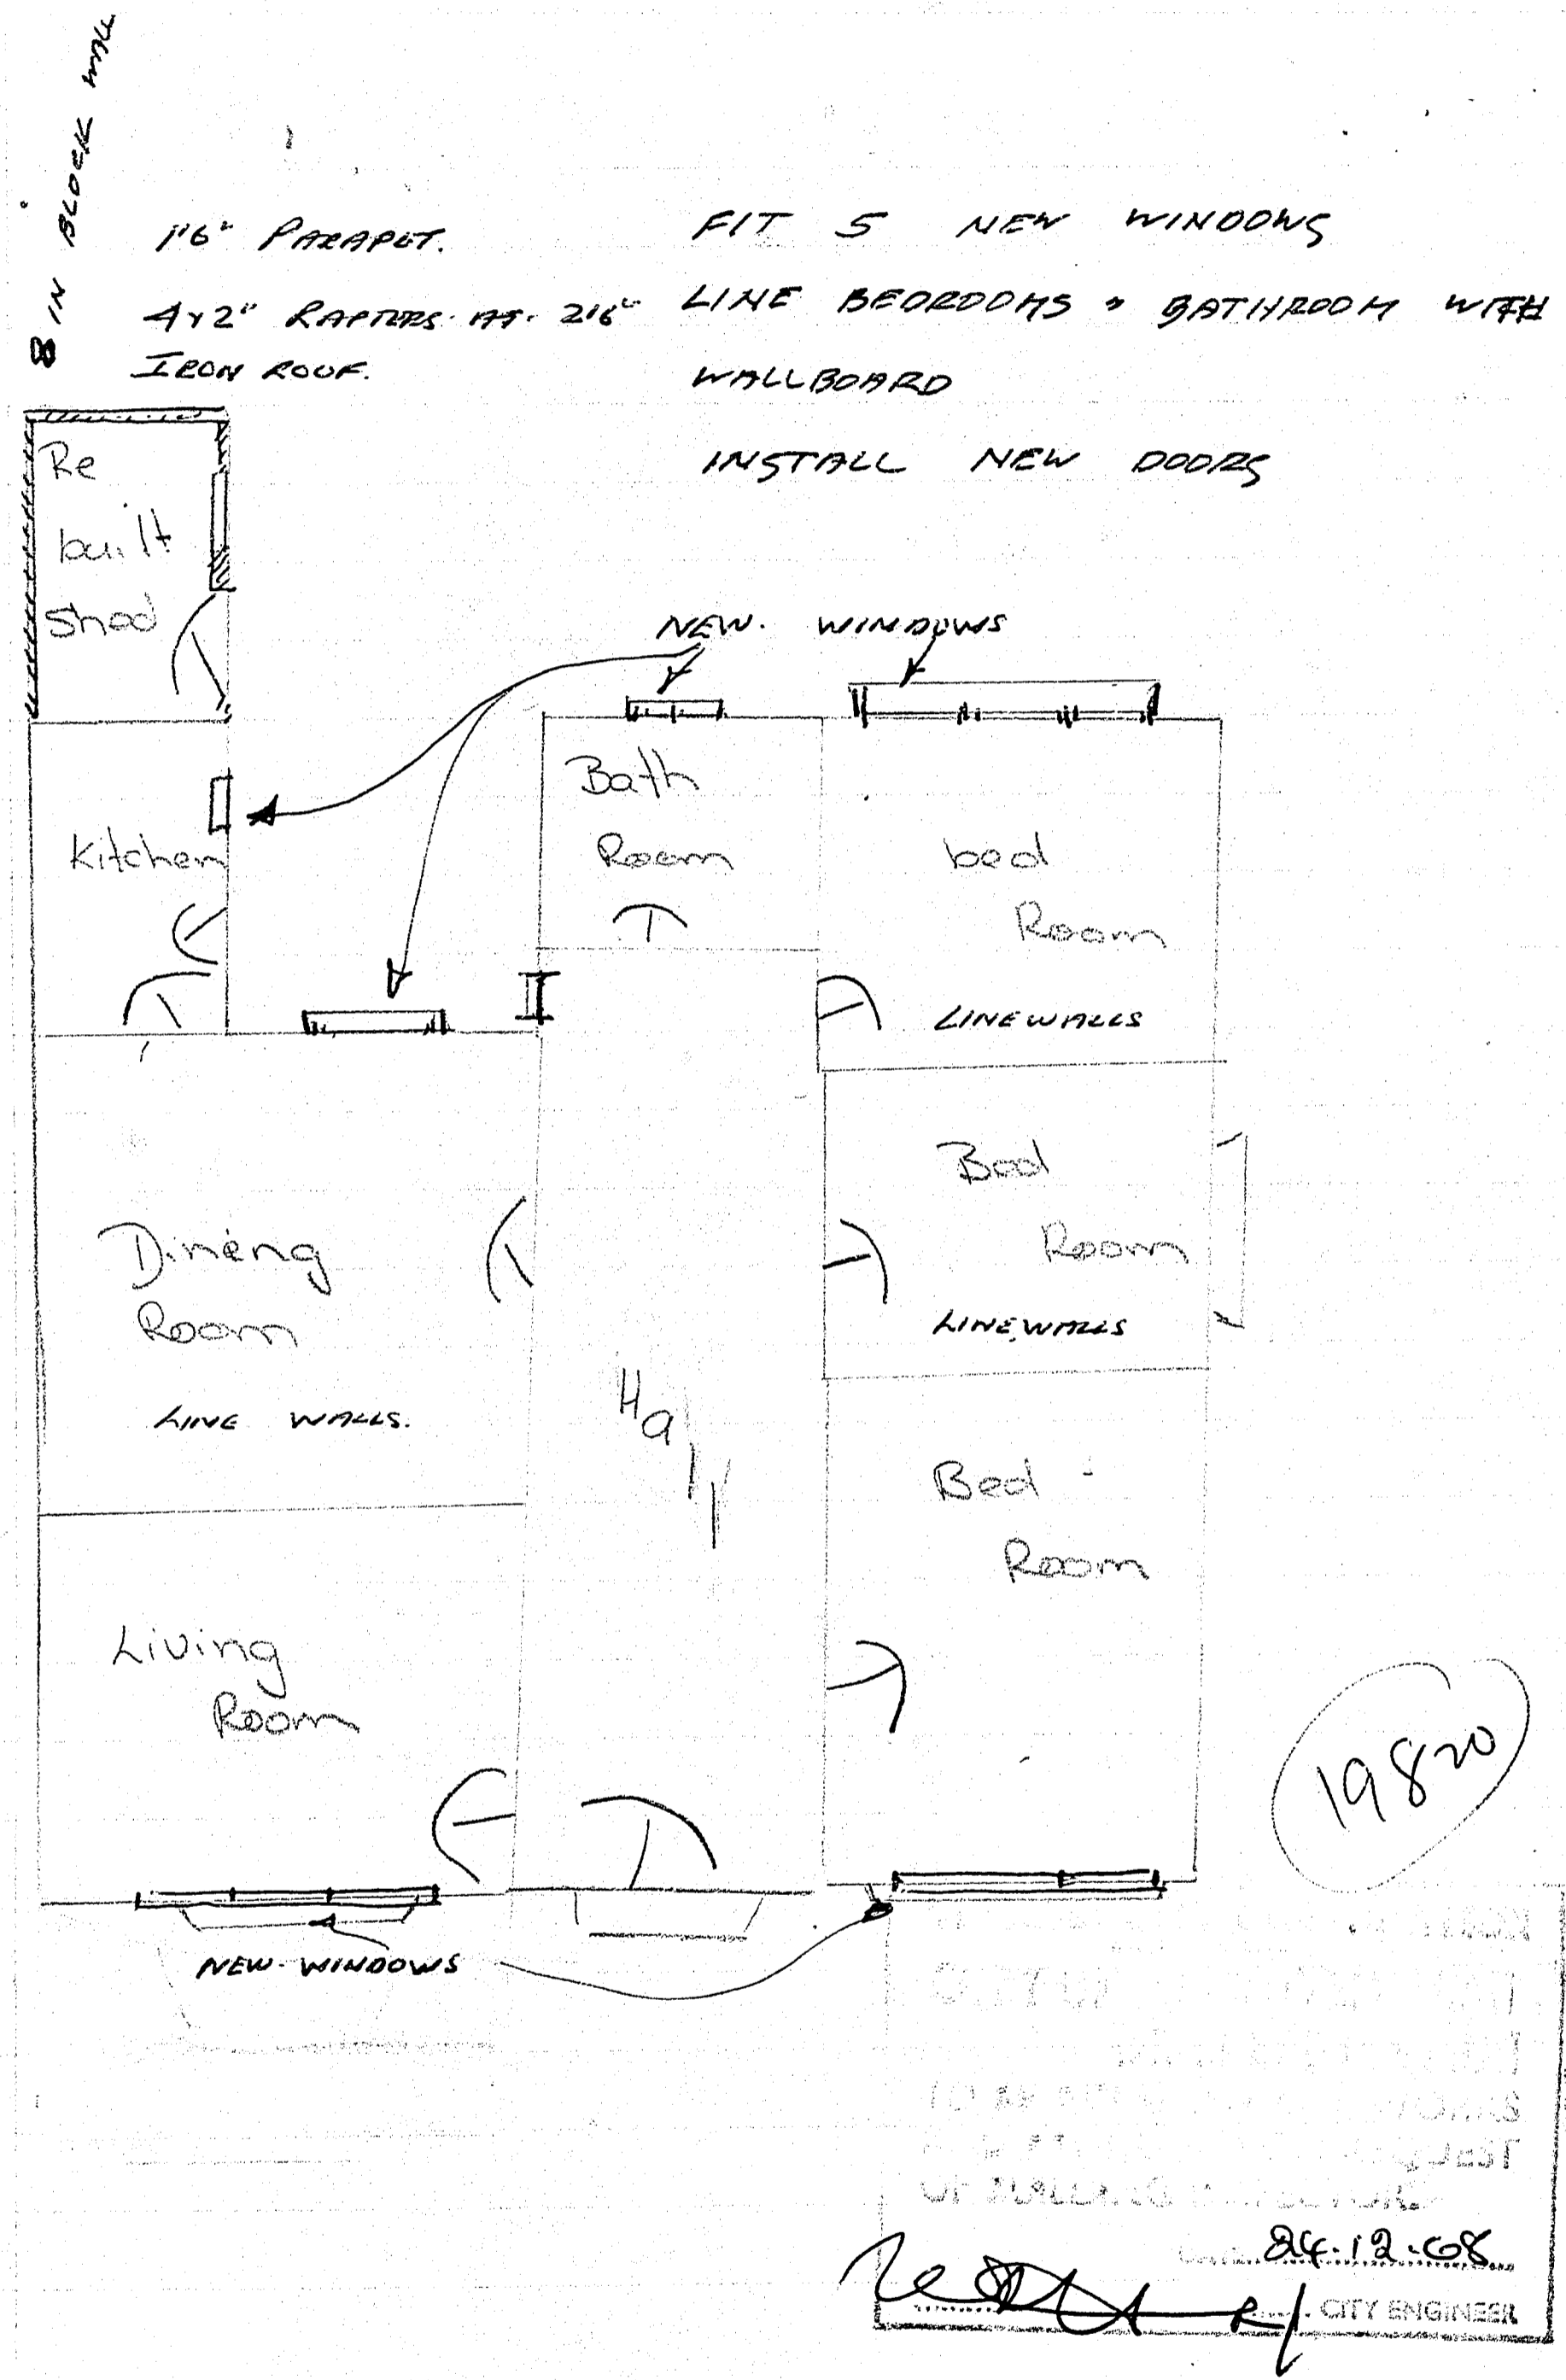 8 IN BLOCK WALL
1'6" PARAPET.
4x2" RAFTERS. AT. 2'6"
IRON ROOF.
FIT 5 NEW WINDOWS
LINE BEDROOMS & BATHROOM WITH
WALLBOARD
INSTALL NEW DOORS
Re
built
Shed
NEW. WINDOWS
Kitchen
Bath
Room
bed
Room
LINE WALLS
Bed
Room
LINE WALLS
Dineng
Room
LINE WALLS.
Hall
Bed
Room
Living
Room
19820
NEW. WINDOWS
24.12.68
CITY ENGINEER